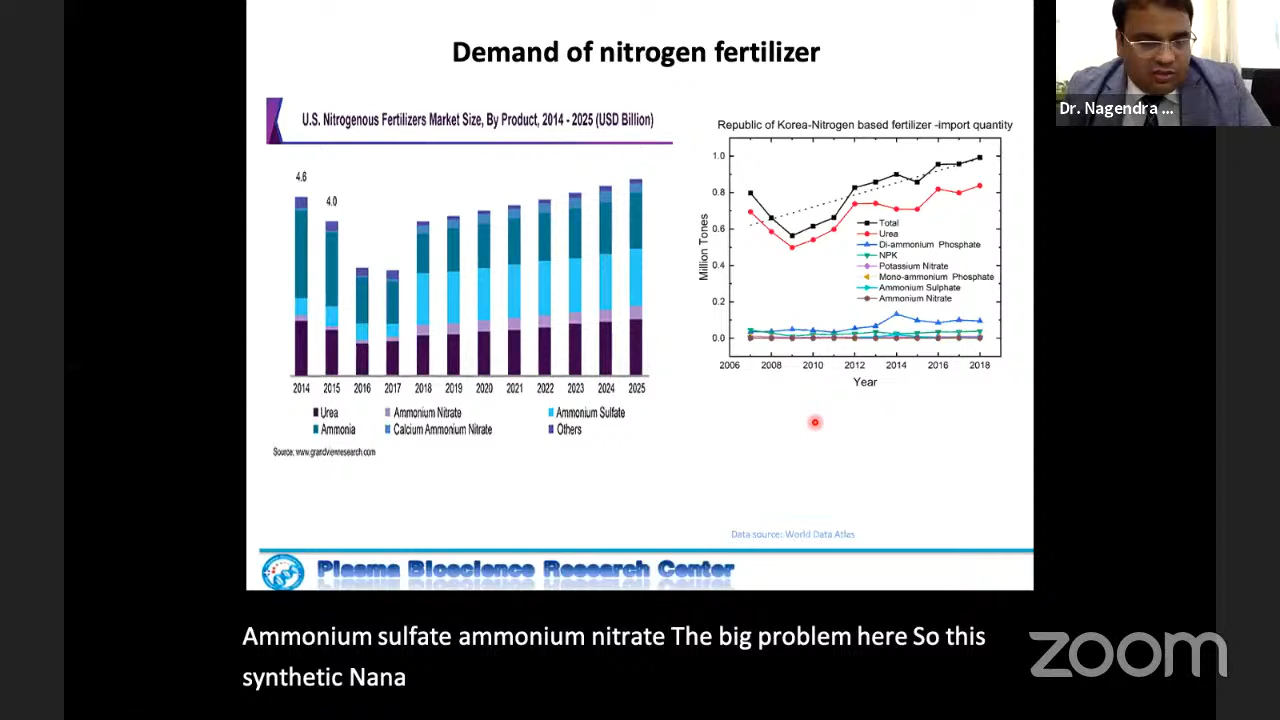 Demand of nitrogen fertilizer
U.S. Nitrogenous Fertilizers Market Size, By Product, 2014 - 2025 (USD Billion)
4.6
4.0
2014 2015 2016 2017 2018 2019 2020 2021 2022 2023 2024 2025
Urea Ammonium Nitrate Ammonium Sulfate
Ammonia Calcium Ammonium Nitrate Others
Source: www.grandviewresearch.com
Republic of Korea-Nitrogen based fertilizer -import quantity
1.0
0.8
0.6
0.4
0.2
0.0
Million Tones
Total
Urea
Di-ammonium Phosphate
NPK
Potassium Nitrate
Mono-ammonium Phosphate
Ammonium Sulphate
Ammonium Nitrate
2006 2008 2010 2012 2014 2016 2018
Year
Data source: World Data Atlas
Plasma Bioscience Research Center
Dr. Nagendra ...
Ammonium sulfate ammonium nitrate The big problem here So this
synthetic Nana
zoom